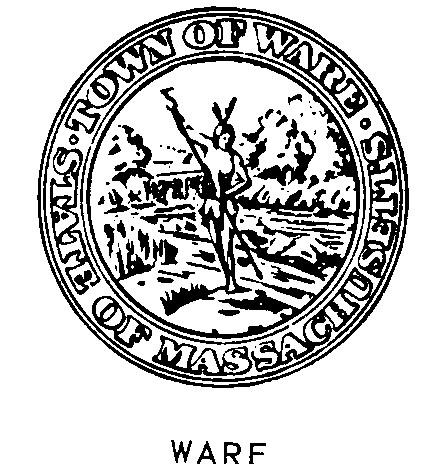 · TOWN OF WARE ·
STATE OF MASSACHUSETTS
WARE